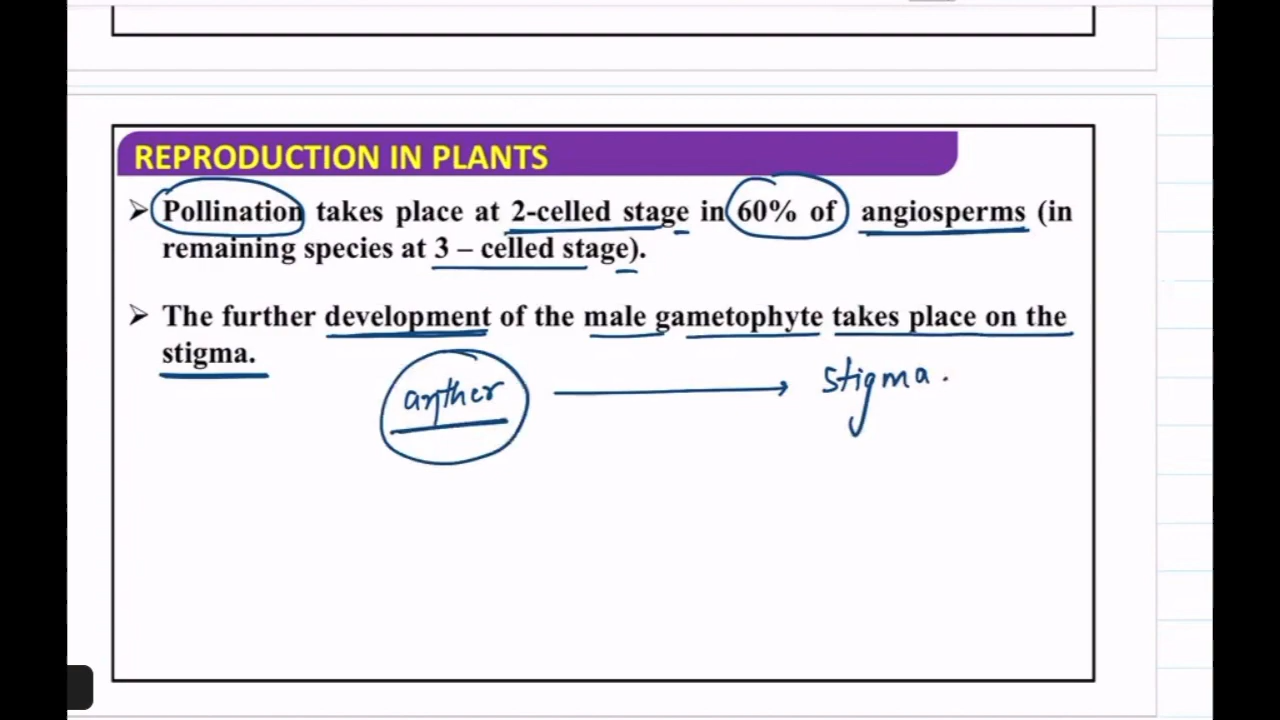 REPRODUCTION IN PLANTS
➢ Pollination takes place at 2-celled stage in 60% of angiosperms (in
remaining species at 3 – celled stage).
➢ The further development of the male gametophyte takes place on the
stigma.
anther → stigma.